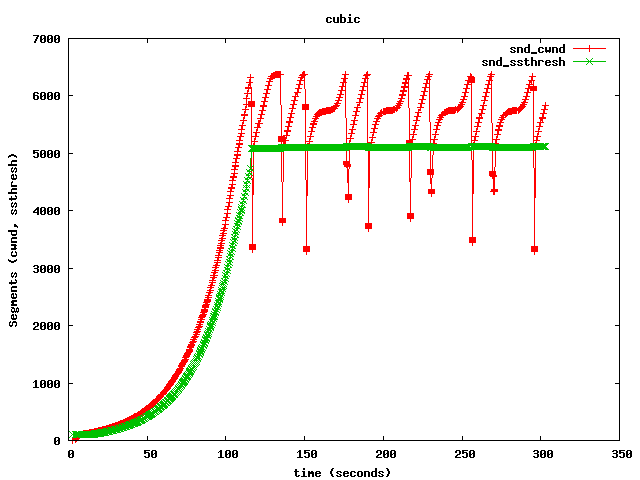 cubic
snd_cwnd
snd_ssthresh
7000
6000
5000
4000
3000
2000
1000
0
Segments (cwnd, ssthresh)
0 50 100 150 200 250 300 350
time (seconds)